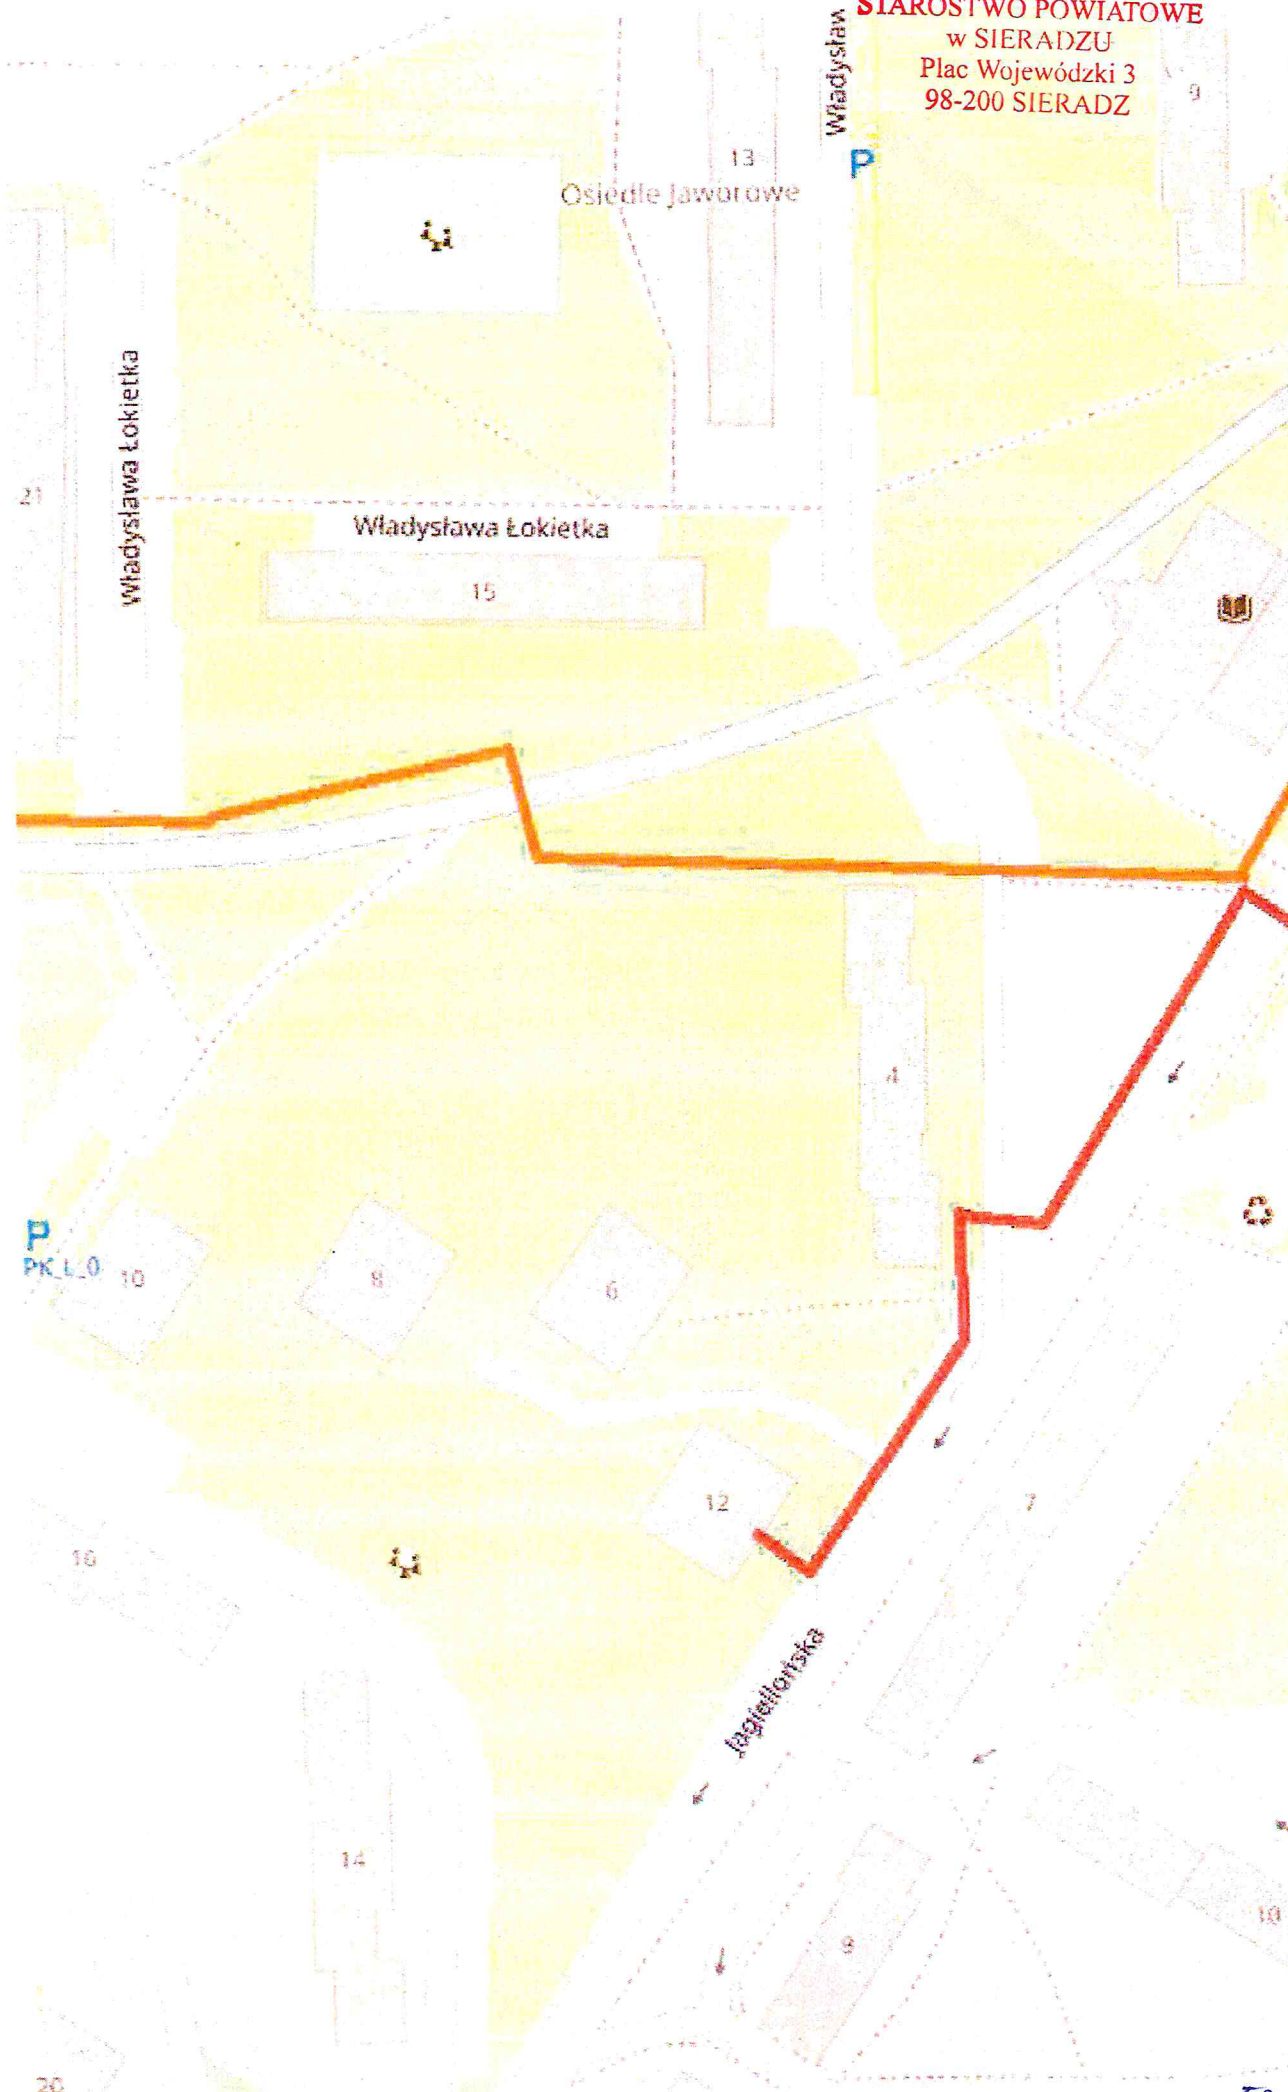 STAROSTWO POWIATOWE
w SIERADZU
Plac Wojewódzki 3
98-200 SIERADZ
Władysław
P
9
13
Osiedle Jaworowe
Władysława Łokietka
21
Władysława Łokietka
15
4
P
PK_L_0
10
8
6
12
7
16
Jagiellońska
14
9
10
20